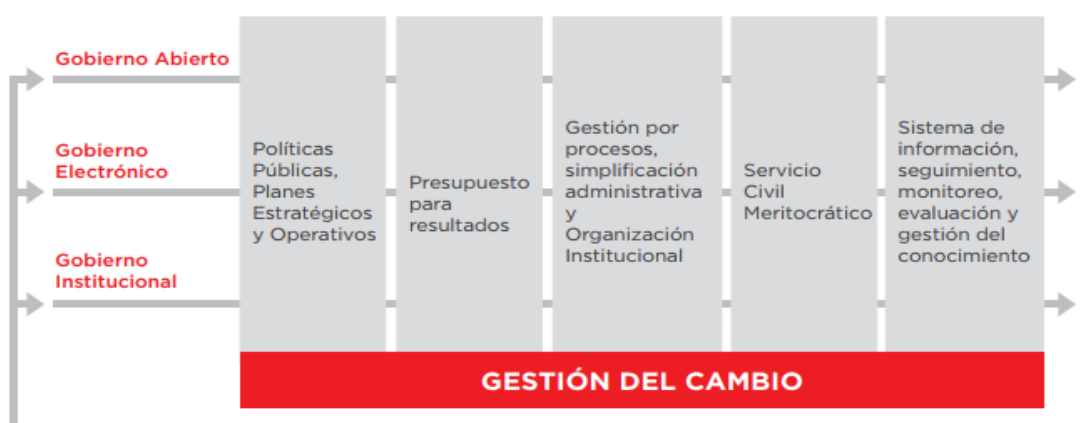 Gobierno Abierto
Gobierno
Electrónico
Gobierno
Institucional
Políticas
Públicas,
Planes
Estratégicos
y Operativos
Presupuesto
para
resultados
Gestión por
procesos,
simplificación
administrativa
y
Organización
Institucional
Servicio
Civil
Meritocrático
Sistema de
información,
seguimiento,
monitoreo,
evaluación y
gestión del
conocimiento
GESTIÓN DEL CAMBIO